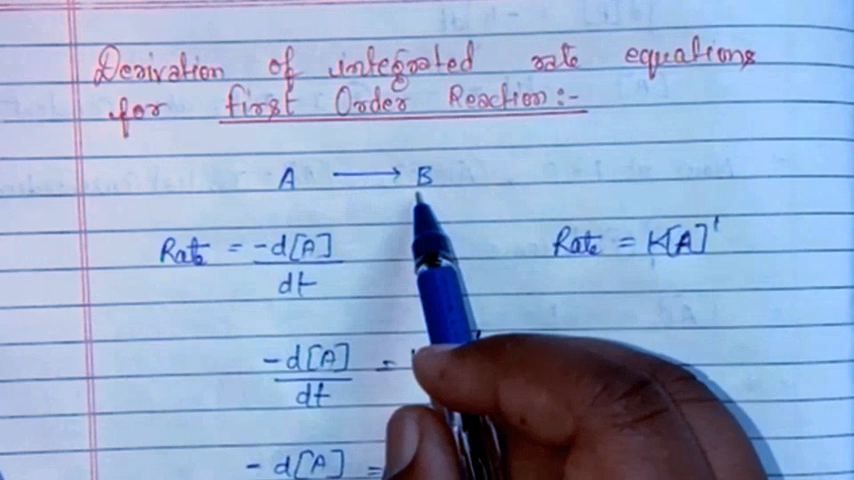 Derivation of integrated rate equations
for first Order Reaction:-
A → B
Rate = -d[A]/dt Rate = K[A]¹
-d[A]/dt =
- d[A] =